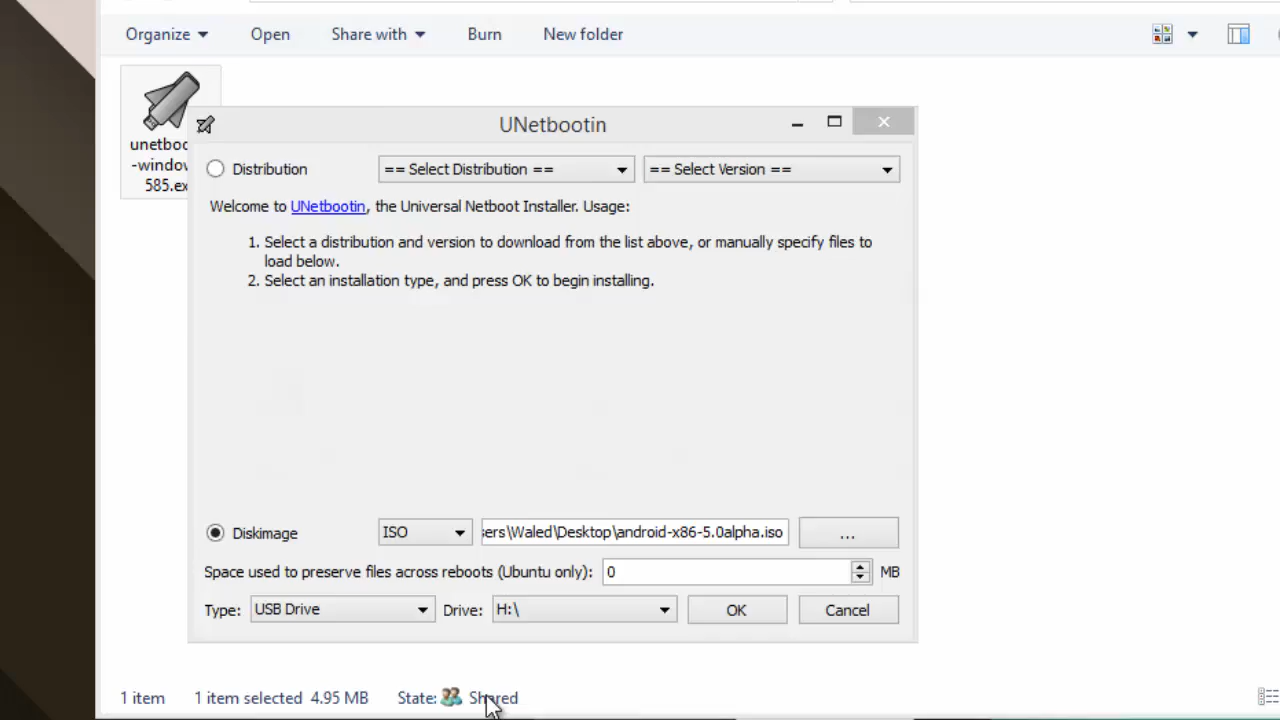 Organize Open Share with Burn New folder
unetboo
-window
585.ex
UNetbootin
Distribution == Select Distribution == == Select Version ==
Welcome to UNetbootin, the Universal Netboot Installer. Usage:
1. Select a distribution and version to download from the list above, or manually specify files to
load below.
2. Select an installation type, and press OK to begin installing.
Diskimage ISO sers\Waled\Desktop\android-x86-5.0alpha.iso ...
Space used to preserve files across reboots (Ubuntu only): 0 MB
Type: USB Drive Drive: H:\ OK Cancel
1 item 1 item selected 4.95 MB State: Shared